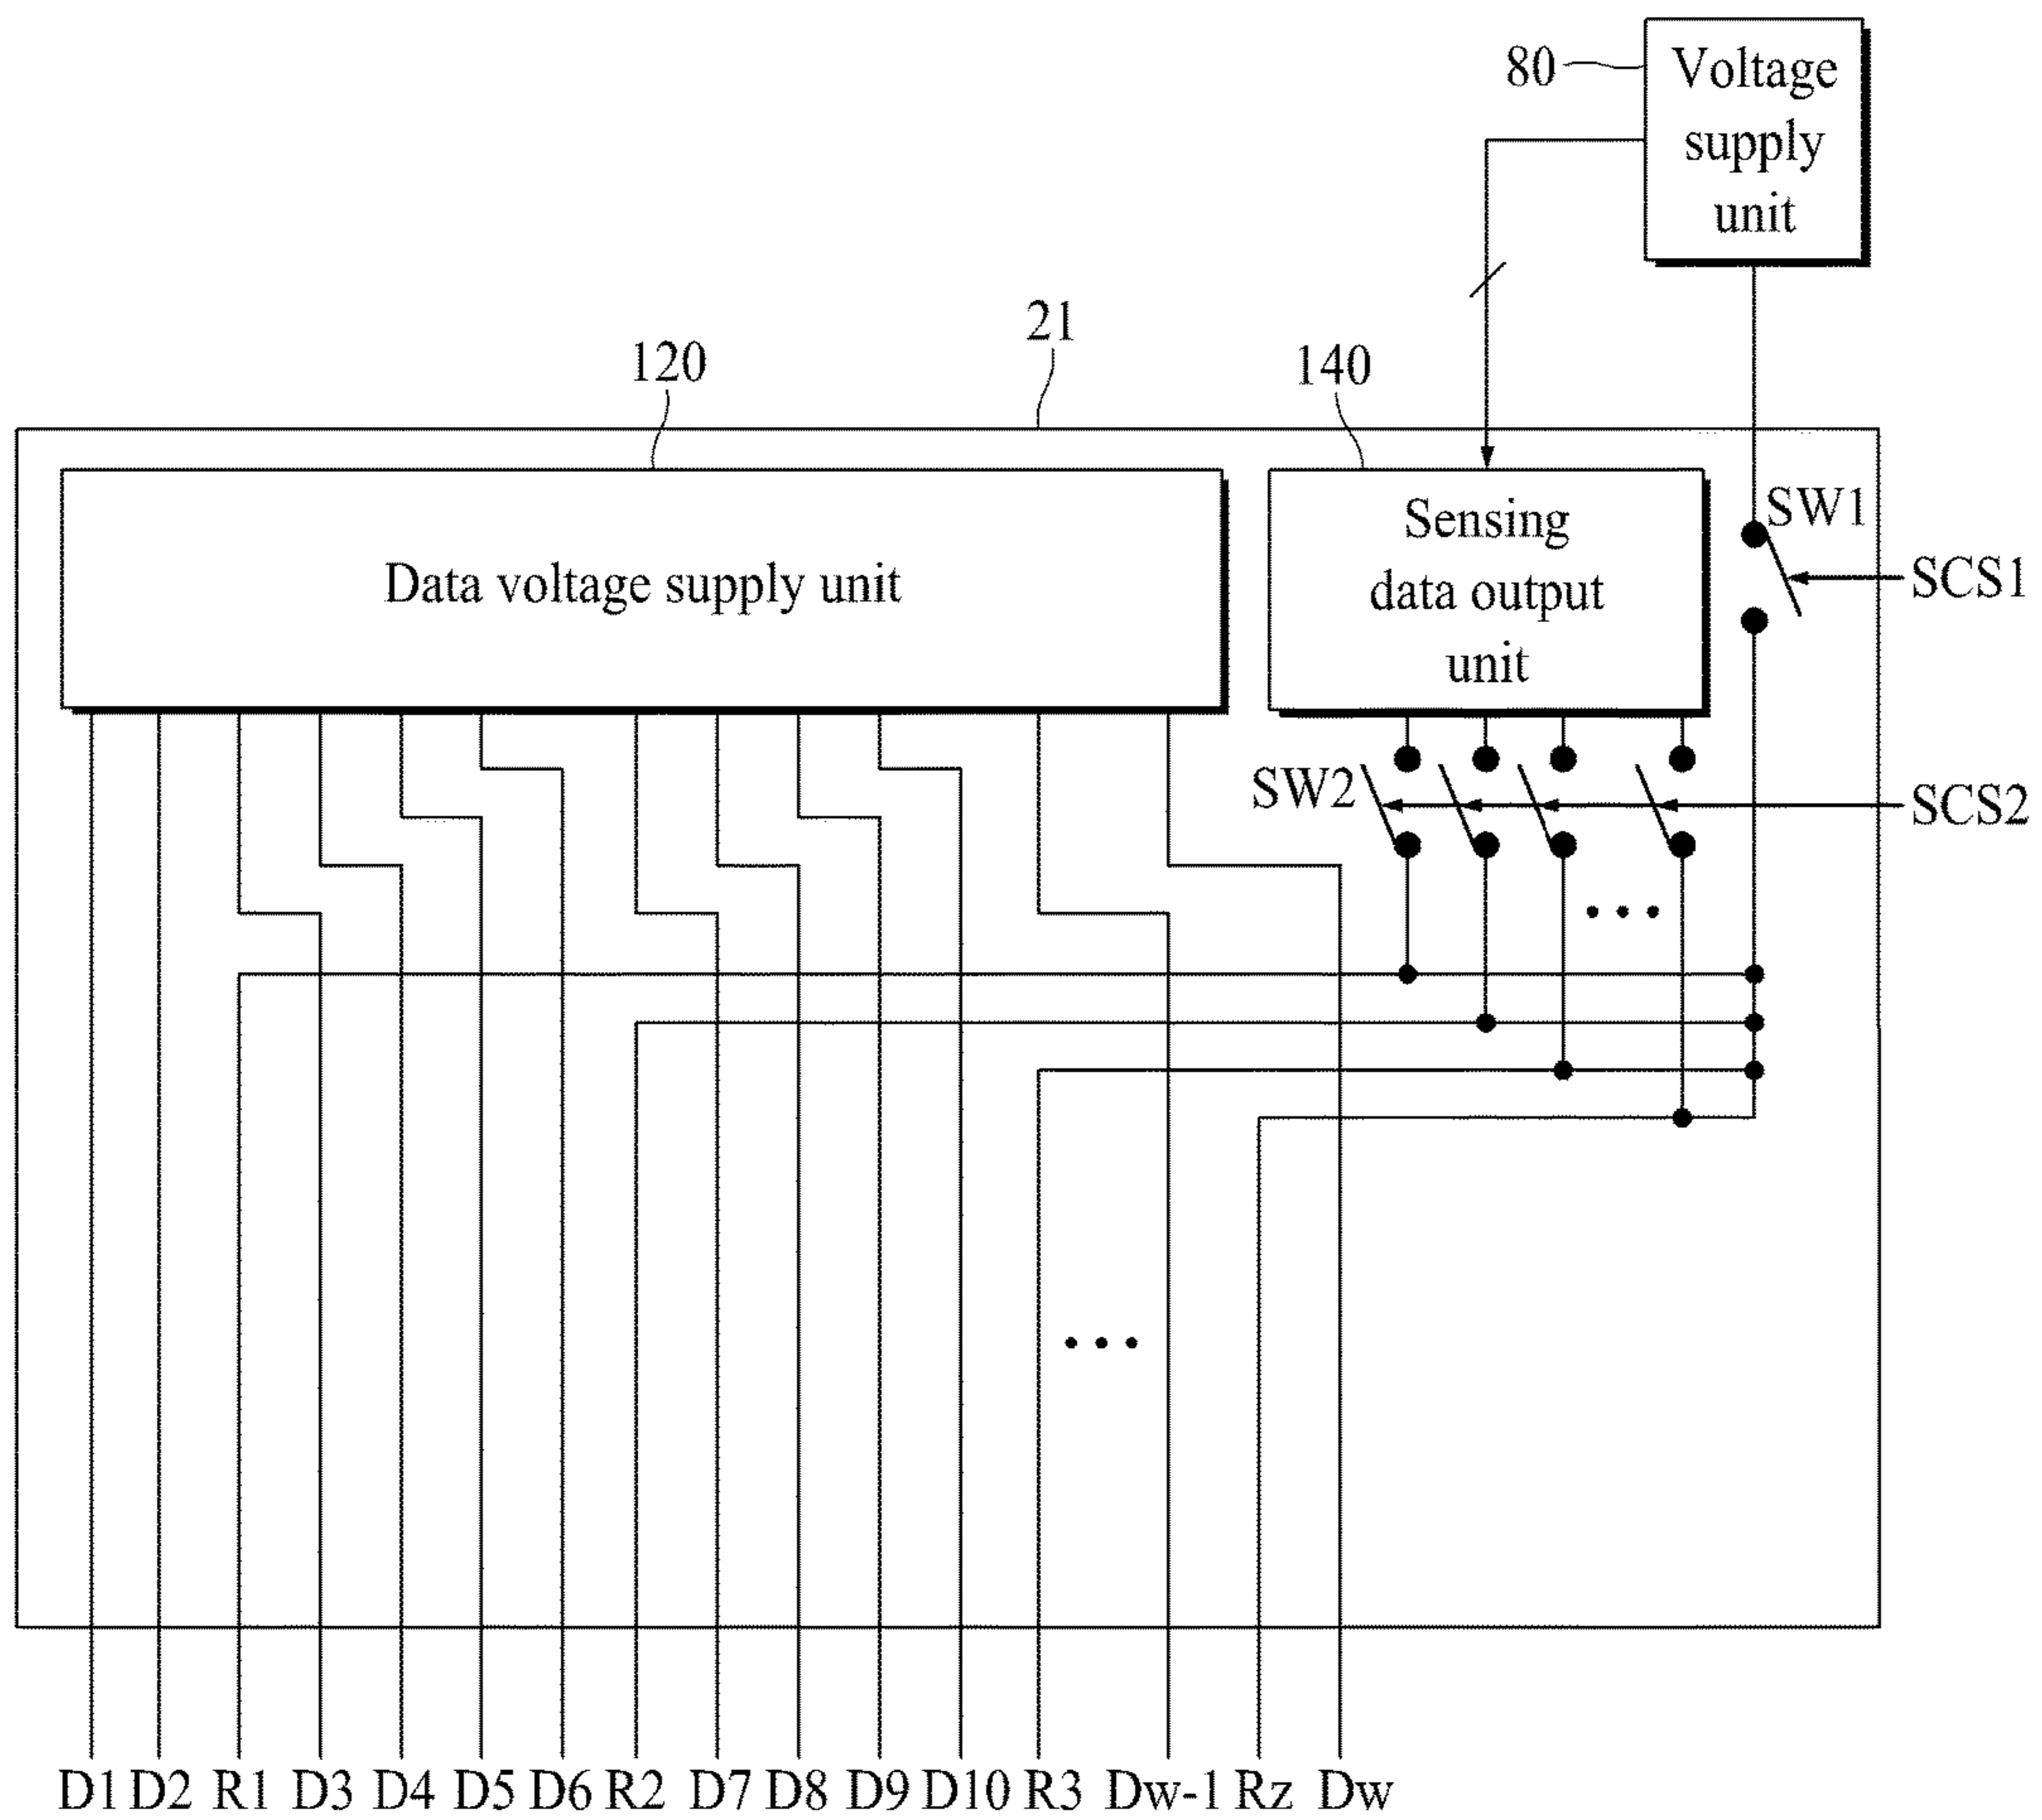 80
Voltage
supply
unit
21
120
140
SW1
Sensing
data output
unit
Data voltage supply unit
SCS1
SW2
SCS2
D1 D2 R1 D3 D4 D5 D6 R2 D7 D8 D9 D10 R3 Dw-1 Rz Dw